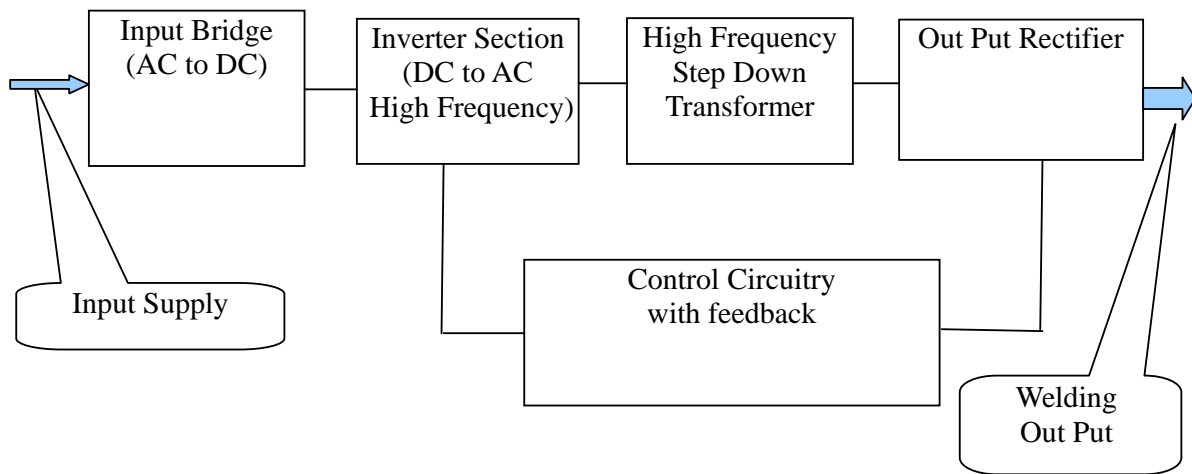 Input Bridge
(AC to DC)
Inverter Section
(DC to AC
High Frequency)
High Frequency
Step Down
Transformer
Out Put Rectifier
Input Supply
Control Circuitry
with feedback
Welding
Out Put